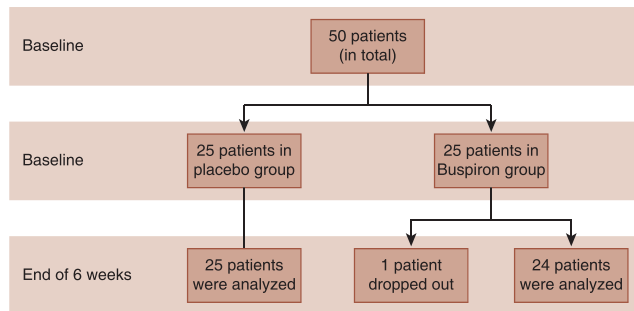 Baseline
50 patients
(in total)
Baseline
25 patients in
placebo group
25 patients in
Buspiron group
End of 6 weeks
25 patients
were analyzed
1 patient
dropped out
24 patients
were analyzed